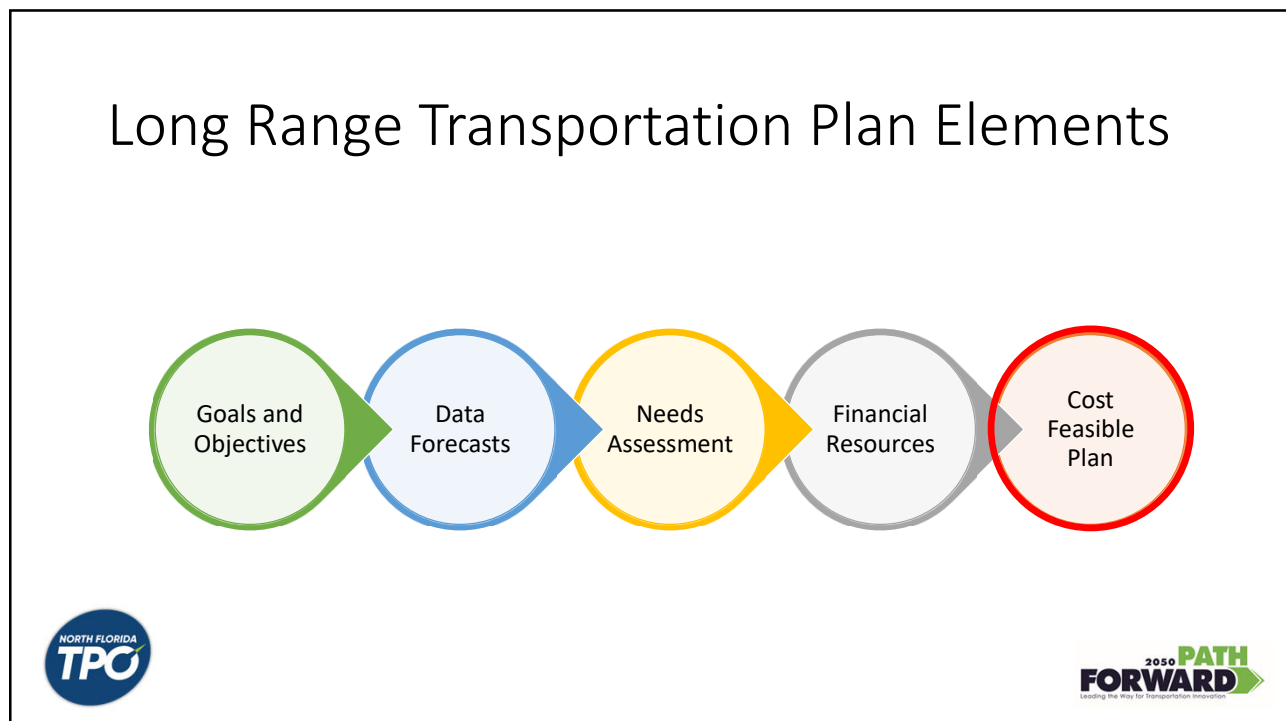 Long Range Transportation Plan Elements
Goals and
Objectives
Data
Forecasts
Needs
Assessment
Financial
Resources
Cost
Feasible
Plan
NORTH FLORIDA
TPO
2050 PATH
FORWARD
Leading the Way for Transportation Innovation